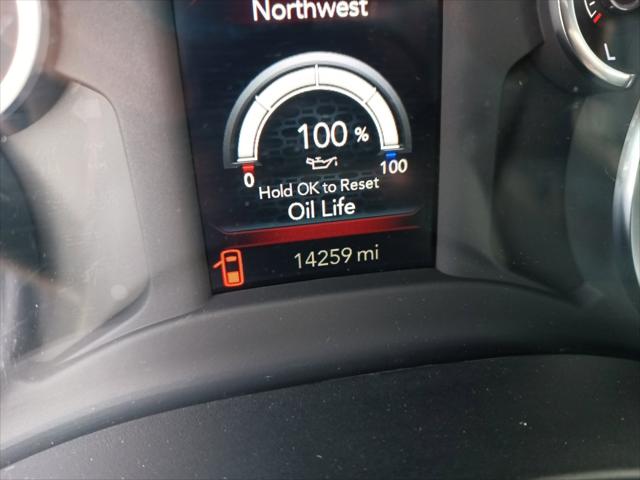 Northwest
100 %
0
100
Hold OK to Reset
Oil Life
14259 mi
L